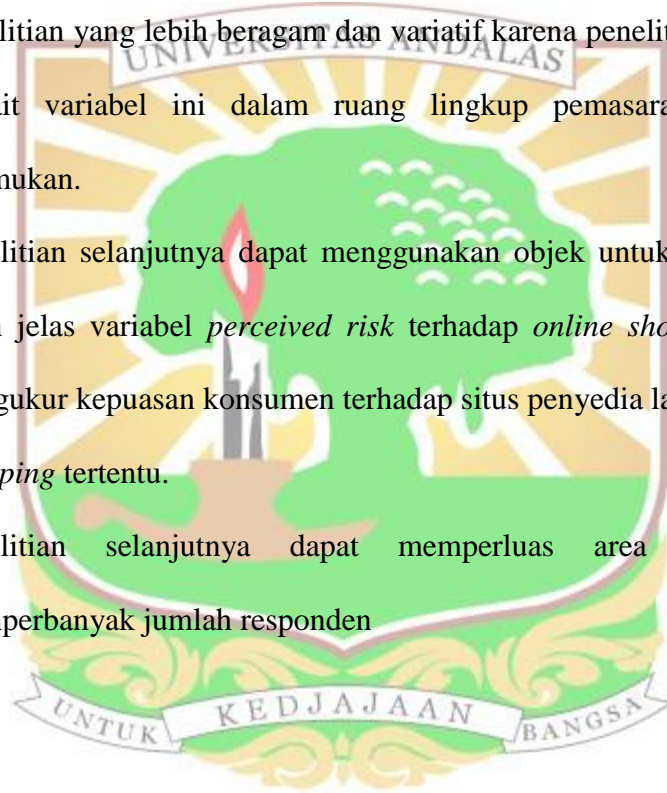 litian yang lebih beragam dan variatif karena penelit
UNIVERSITAS ANDALAS
ait variabel ini dalam ruang lingkup pemasara
mukan.
litian selanjutnya dapat menggunakan objek untuk
jelas variabel perceived risk terhadap online sho
gukur kepuasan konsumen terhadap situs penyedia la
ping tertentu.
litian selanjutnya dapat memperluas area
perbanyak jumlah responden
UNTUK KEDJAJAAN BANGSA